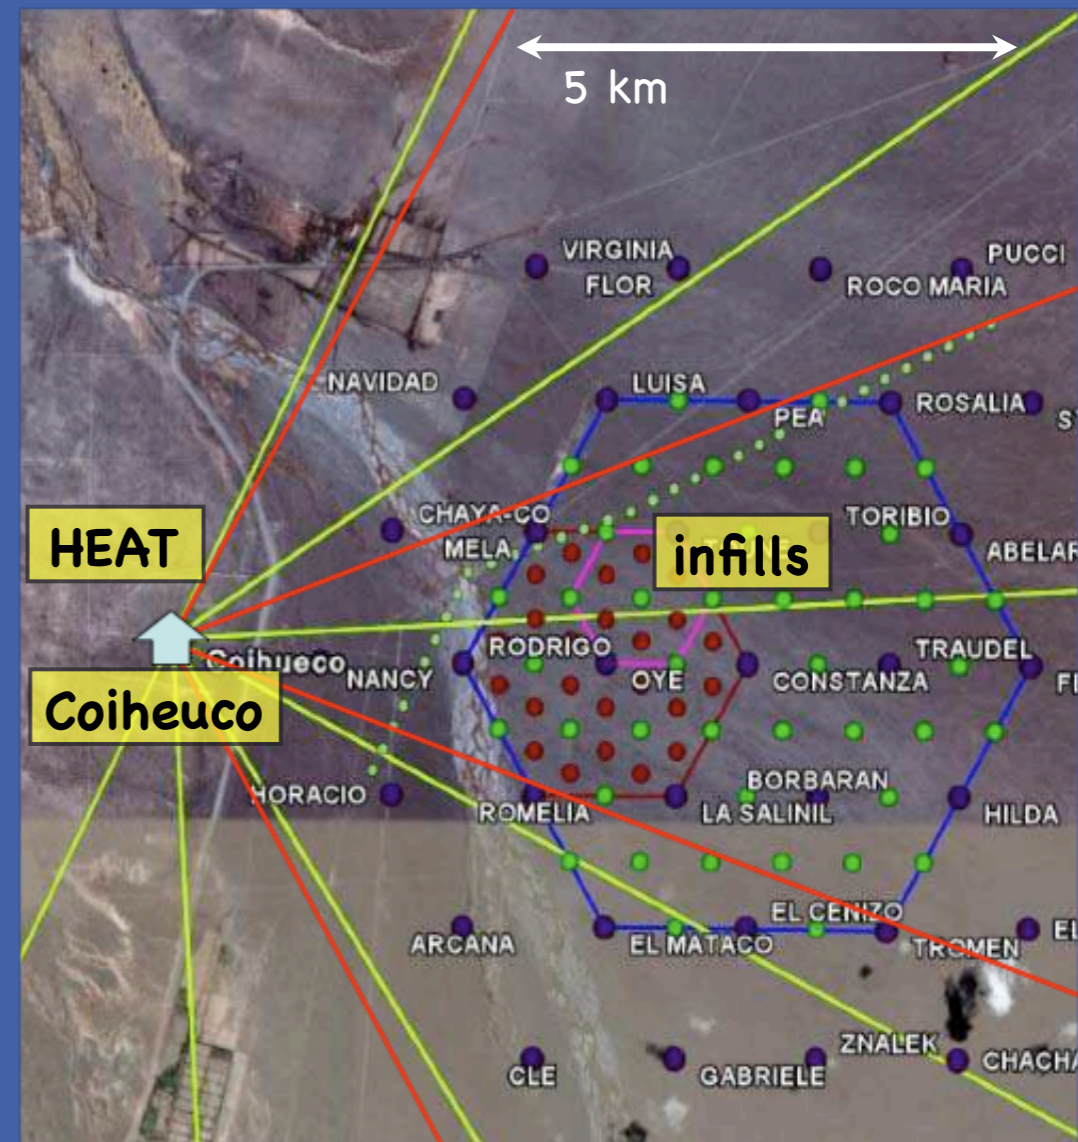 5 km
VIRGINIA
FLOR
PUCCI
ROCO MARIA
NAVIDAD
LUISA
PEA
ROSALIA
CHAYA-CO
MELA
TORIBIO
HEAT
infills
ABELAR
RODRIGO
TRAUDEL
Coihueco
NANCY
OYE
CONSTANZA
Coiheuco
HORACIO
ROMELIA
BORBARAN
LA SALINIL
HILDA
EL CENIZO
ARCANA
EL MATACO
TROMEN
EL
ZNALEK
CLE
GABRIELE
CHACHA